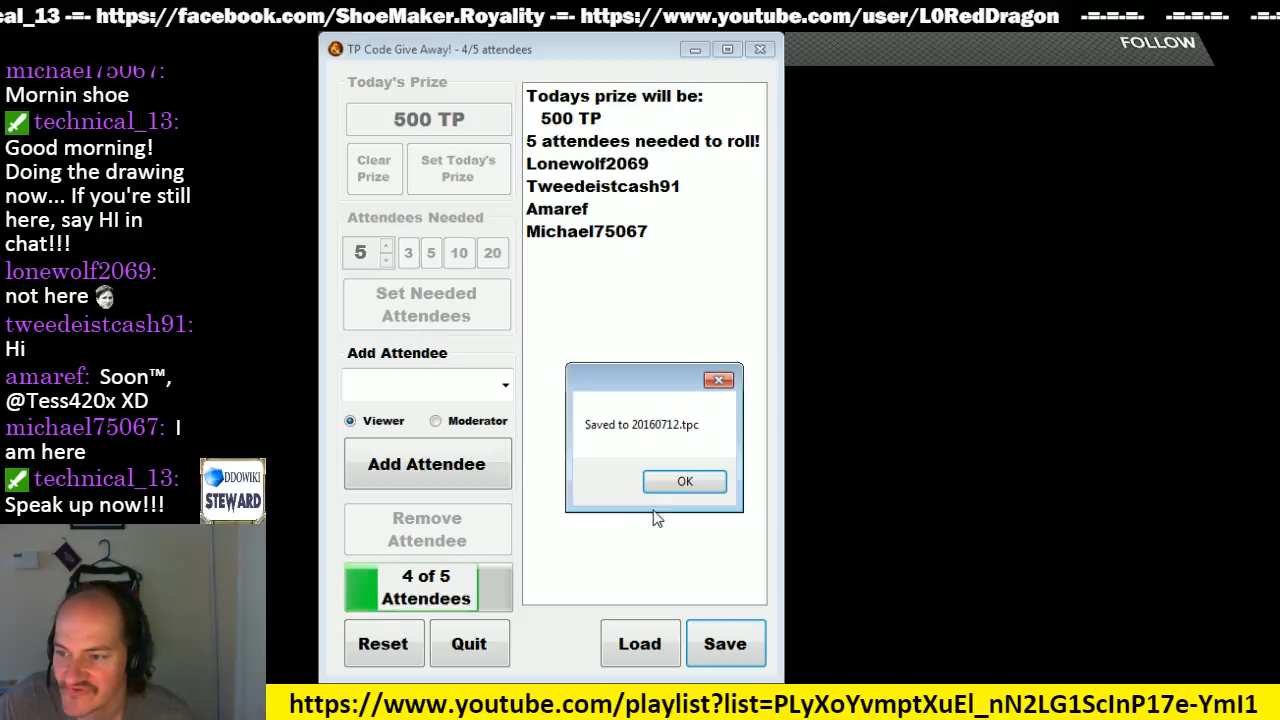 eal_13 -=- https://facebook.com/ShoeMaker.Royality -=- https://www.youtube.com/user/L0RedDragon -=-=-=- -=-=-=- -=-
FOLLOW
michael75067:
Mornin shoe
technical_13:
Good morning!
Doing the drawing
now... If you're still
here, say HI in
chat!!!
lonewolf2069:
not here
tweedeistcash91:
Hi
amaref: Soon™,
@Tess420x XD
michael75067: I
am here
technical_13:
Speak up now!!!
DDOWIKI
STEWARD
TP Code Give Away! - 4/5 attendees
Today's Prize
500 TP
Clear
Prize
Set Today's
Prize
Attendees Needed
5
3
5
10
20
Set Needed
Attendees
Add Attendee
Viewer
Moderator
Add Attendee
Remove
Attendee
4 of 5
Attendees
Reset
Quit
Todays prize will be:
500 TP
5 attendees needed to roll!
Lonewolf2069
Tweedeistcash91
Amaref
Michael75067
Saved to 20160712.tpc
OK
Load
Save
https://www.youtube.com/playlist?list=PLyXoYvmptXuEl_nN2LG1ScInP17e-YmI1